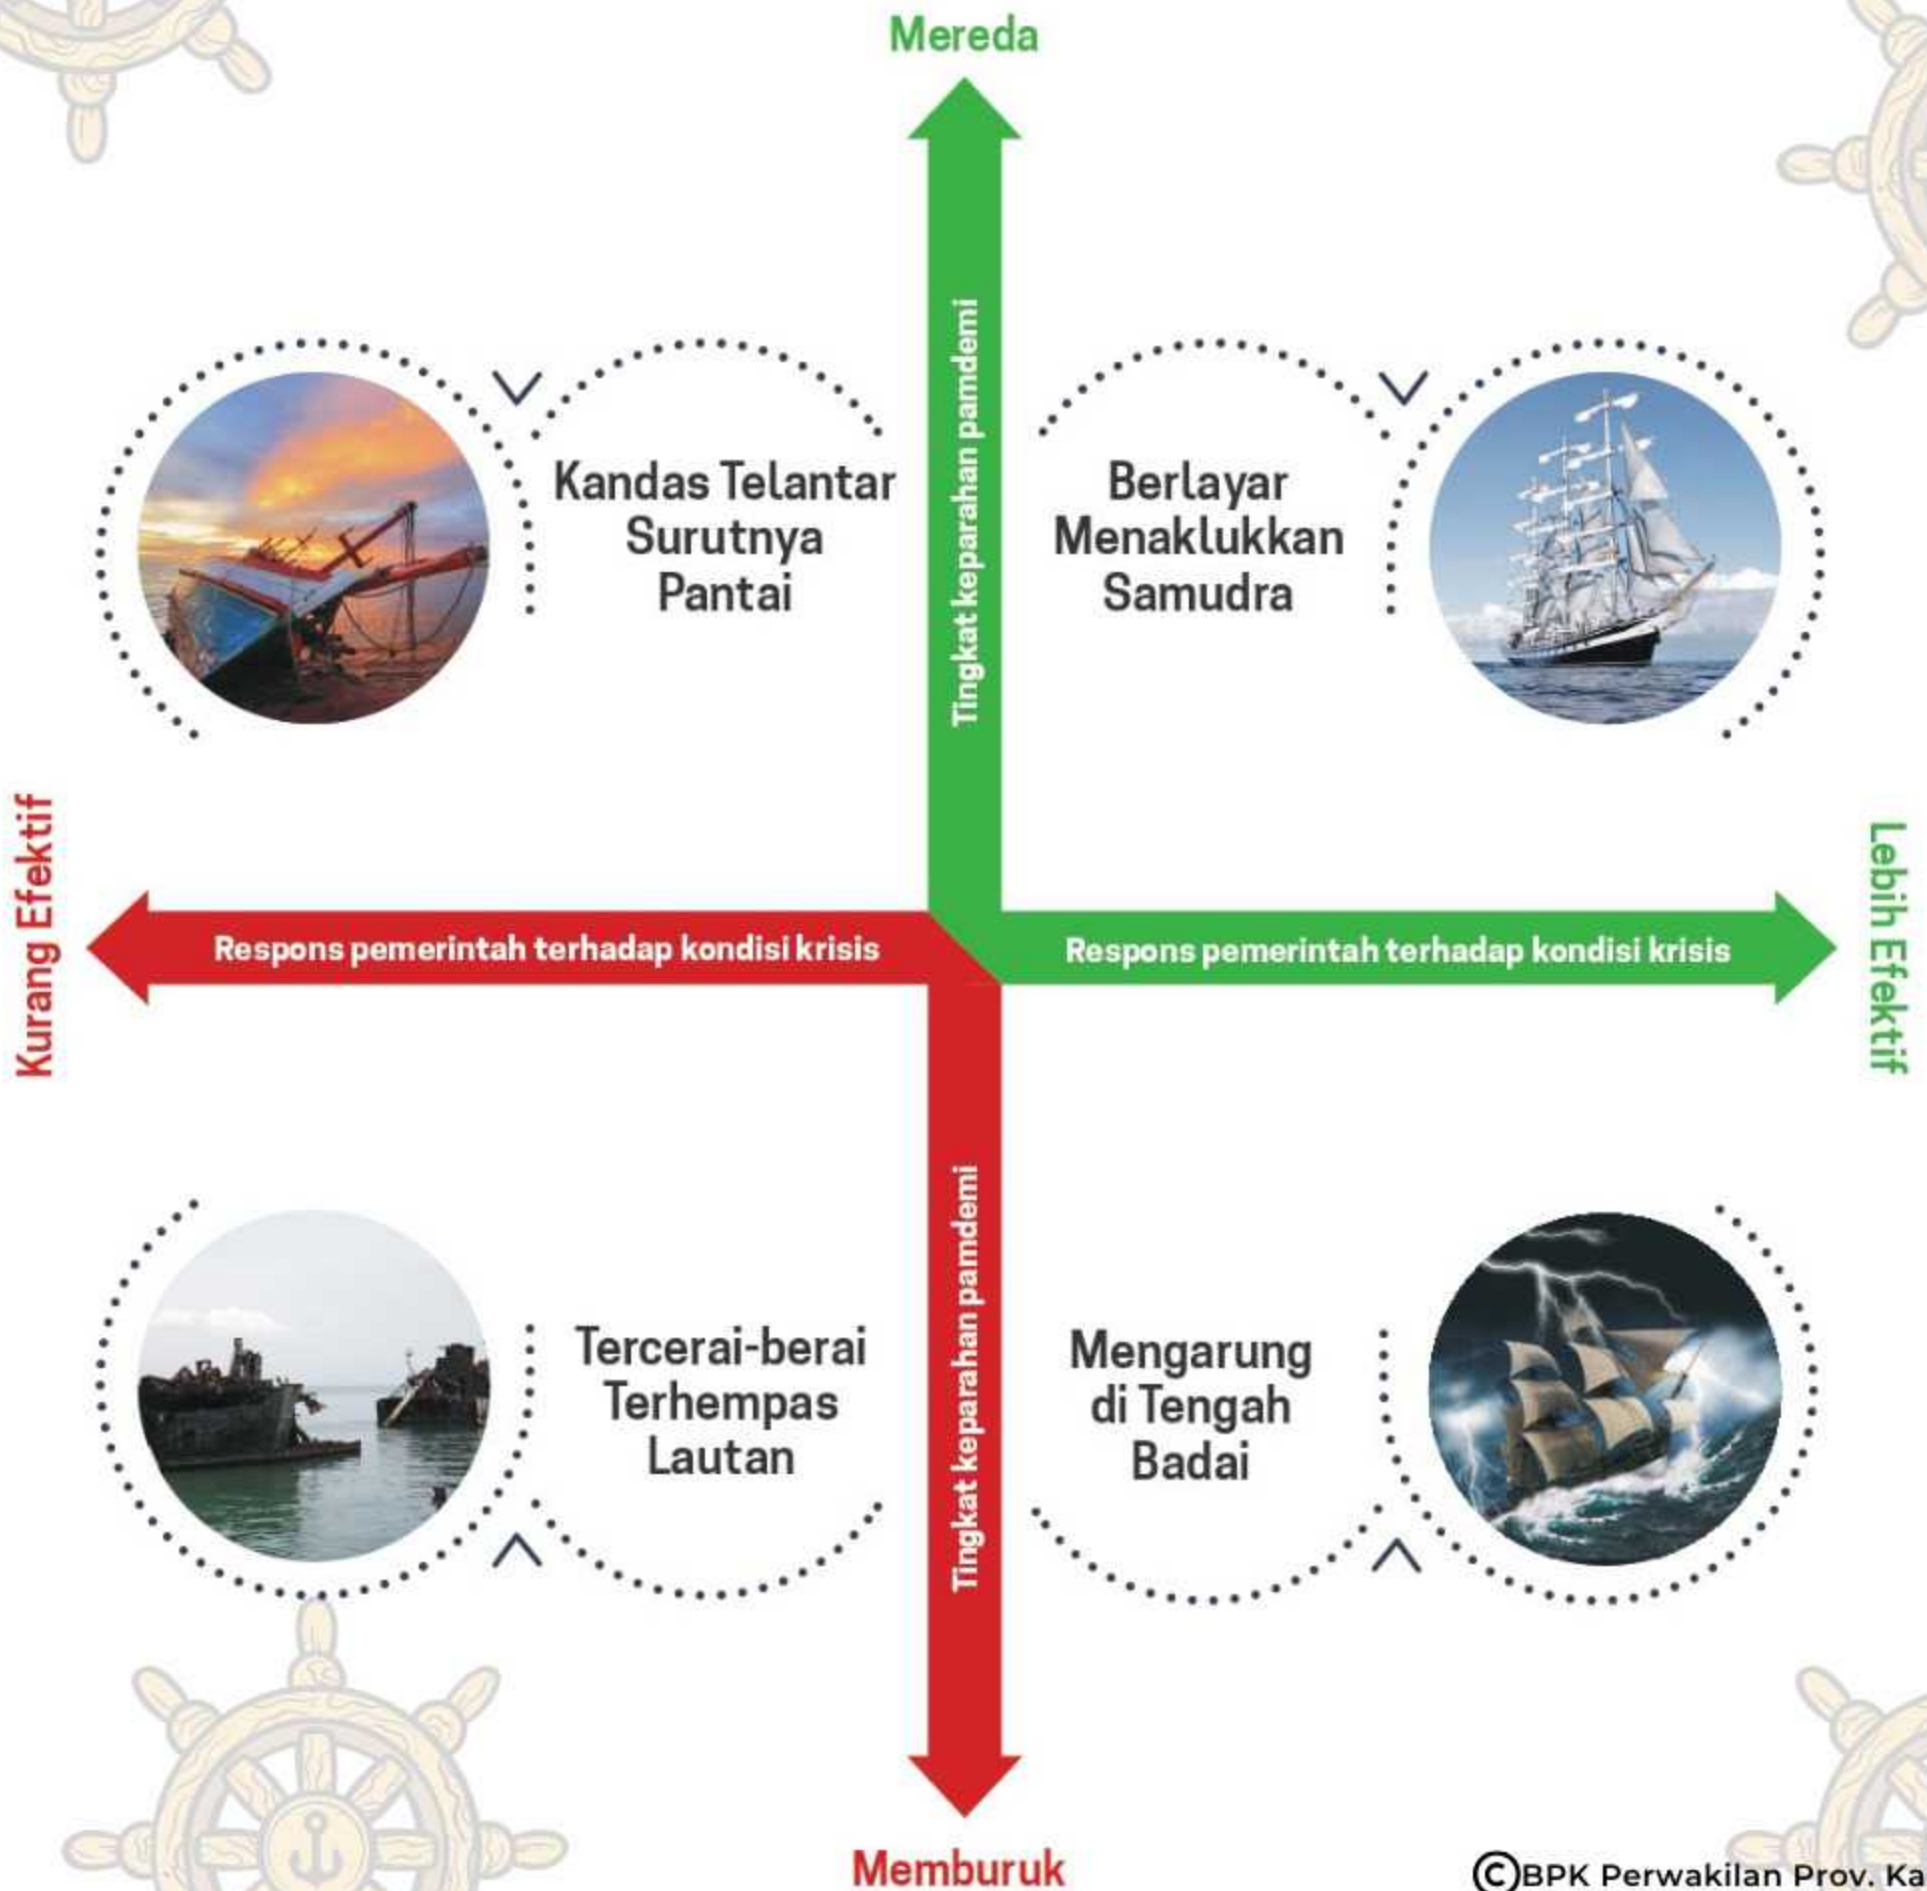 Mereda
Tingkat keparahan pamdemi
Kandas Telantar
Surutnya
Pantai
Berlayar
Menaklukkan
Samudra
Kurang Efektif
Respons pemerintah terhadap kondisi krisis
Respons pemerintah terhadap kondisi krisis
Lebih Efektif
Tercerai-berai
Terhempas
Lautan
Tingkat keparahan pamdemi
Mengarung
di Tengah
Badai
Memburuk
©BPK Perwakilan Prov. Ka